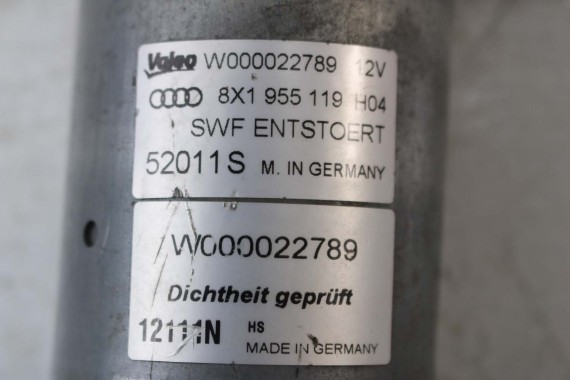 Valeo W000022789 12V
8X1 955 119 H04
SWF ENTSTOERT
52011S M. IN GERMANY
W000022789
Dichtheit geprüft
12111N HS
MADE IN GERMANY